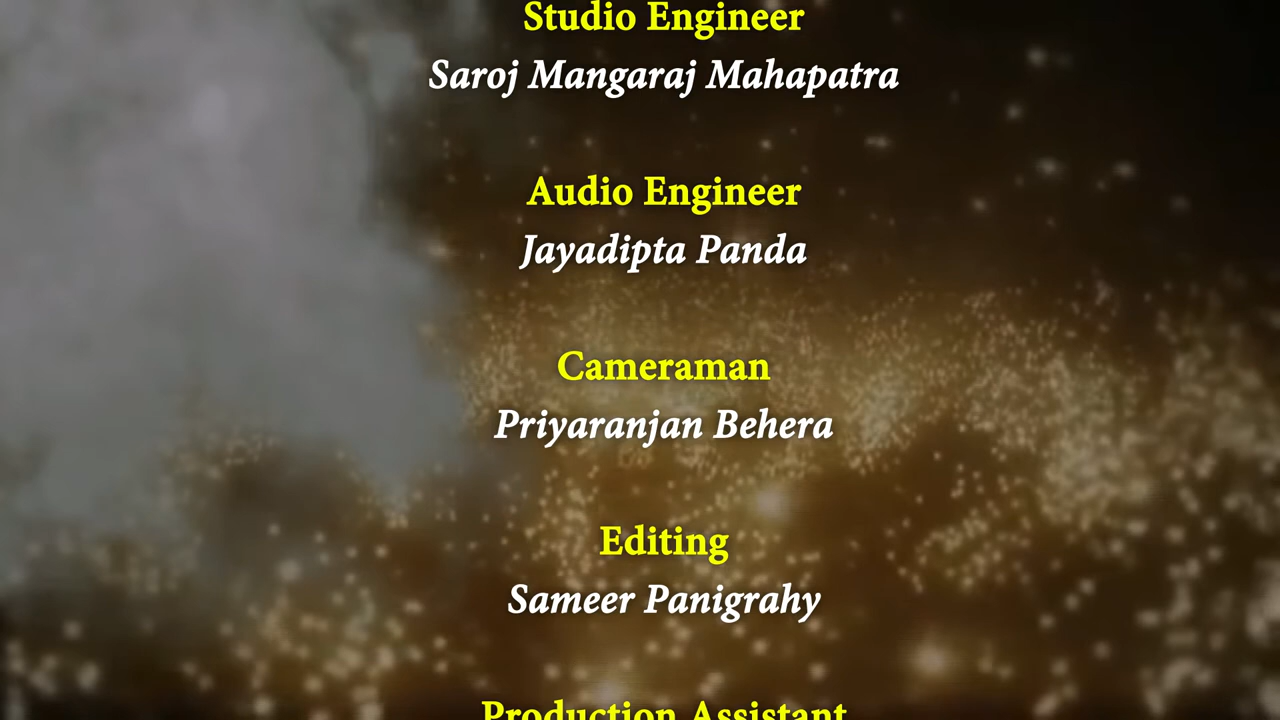 Studio Engineer
Saroj Mangaraj Mahapatra
Audio Engineer
Jayadipta Panda
Cameraman
Priyaranjan Behera
Editing
Sameer Panigrahy
Production Assistant